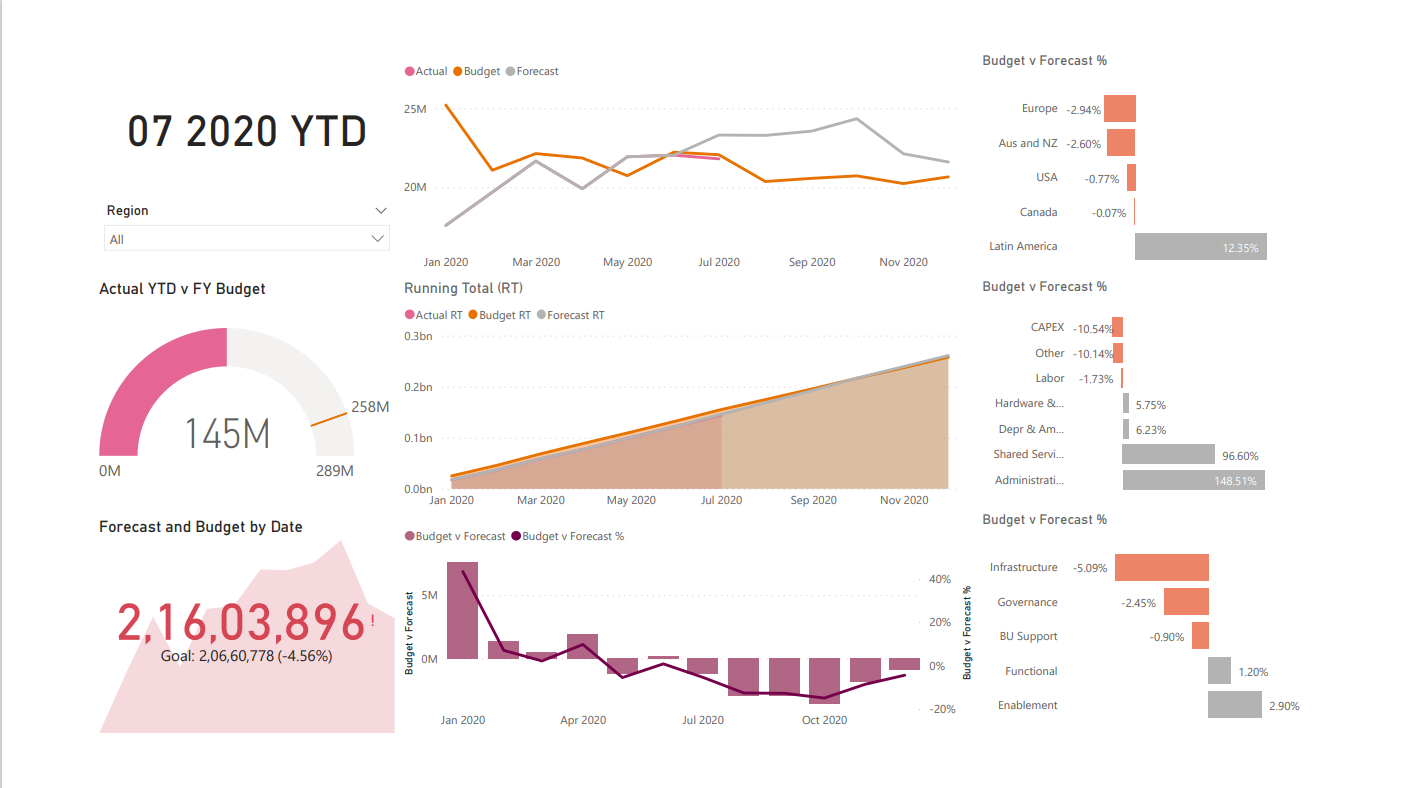 07 2020 YTD
Region
All
Actual YTD v FY Budget
258M
145M
0M
289M
Forecast and Budget by Date
2,16,03,896 !
Goal: 2,06,60,778 (-4.56%)
Actual Budget Forecast
25M
20M
Jan 2020 Mar 2020 May 2020 Jul 2020 Sep 2020 Nov 2020
Running Total (RT)
Actual RT Budget RT Forecast RT
0.3bn
0.2bn
0.1bn
0.0bn
Jan 2020 Mar 2020 May 2020 Jul 2020 Sep 2020 Nov 2020
Budget v Forecast Budget v Forecast %
Budget v Forecast
5M
0M
40%
20%
0%
-20%
Budget v Forecast %
Jan 2020 Apr 2020 Jul 2020 Oct 2020
Budget v Forecast %
Europe -2.94%
Aus and NZ -2.60%
USA -0.77%
Canada -0.07%
Latin America 12.35%
Budget v Forecast %
CAPEX -10.54%
Other -10.14%
Labor -1.73%
Hardware &... 5.75%
Depr & Am... 6.23%
Shared Servi... 96.60%
Administrati... 148.51%
Budget v Forecast %
Infrastructure -5.09%
Governance -2.45%
BU Support -0.90%
Functional 1.20%
Enablement 2.90%